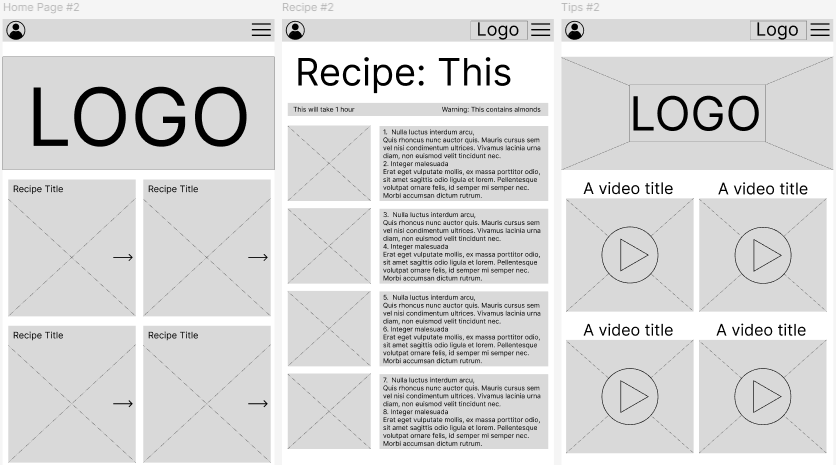 Home Page #2
LOGO
Recipe Title
Recipe Title
Recipe Title
Recipe Title
Recipe #2
Logo
Recipe: This
This will take 1 hour
Warning: This contains almonds
1. Nulla luctus interdum arcu,
Quis rhoncus nunc auctor quis. Mauris cursus sem
vel nisi condimentum ultrices. Vivamus lacinia urna
diam, non euismod velit tincidunt nec.
2. Integer malesuada
Erat eget vulputate mollis, ex massa porttitor odio,
sit amet sagittis odio ligula et lorem. Pellentesque
volutpat ornare felis, id semper mi semper nec.
Morbi accumsan dictum rutrum.
3. Nulla luctus interdum arcu,
Quis rhoncus nunc auctor quis. Mauris cursus sem
vel nisi condimentum ultrices. Vivamus lacinia urna
diam, non euismod velit tincidunt nec.
4. Integer malesuada
Erat eget vulputate mollis, ex massa porttitor odio,
sit amet sagittis odio ligula et lorem. Pellentesque
volutpat ornare felis, id semper mi semper nec.
Morbi accumsan dictum rutrum.
5. Nulla luctus interdum arcu,
Quis rhoncus nunc auctor quis. Mauris cursus sem
vel nisi condimentum ultrices. Vivamus lacinia urna
diam, non euismod velit tincidunt nec.
6. Integer malesuada
Erat eget vulputate mollis, ex massa porttitor odio,
sit amet sagittis odio ligula et lorem. Pellentesque
volutpat ornare felis, id semper mi semper nec.
Morbi accumsan dictum rutrum.
7. Nulla luctus interdum arcu,
Quis rhoncus nunc auctor quis. Mauris cursus sem
vel nisi condimentum ultrices. Vivamus lacinia urna
diam, non euismod velit tincidunt nec.
8. Integer malesuada
Erat eget vulputate mollis, ex massa porttitor odio,
sit amet sagittis odio ligula et lorem. Pellentesque
volutpat ornare felis, id semper mi semper nec.
Morbi accumsan dictum rutrum.
Tips #2
Logo
LOGO
A video title
A video title
A video title
A video title